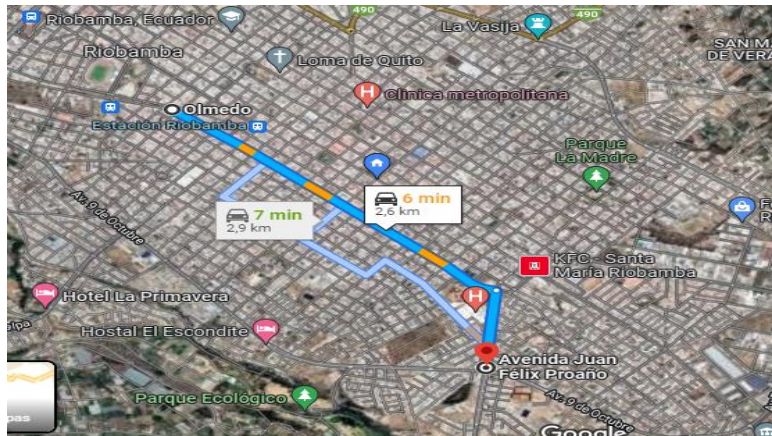 490
490
Riobamba, Ecuador
La Vasija
Riobamba
SAN M
DE VERA
Loma de Quito
Clinica metropolitana
Olmedo
Estación Riobamba
Parque
La Madre
6 min
2,6 km
7 min
2,9 km
Av. 9 de Octubre
KFC - Santa
María Riobamba
Hotel La Primavera
Hostal El Escondite
Avenida Juan
Félix Proaño
Parque Ecológico
Av. 9 de Octubre
pas
Google